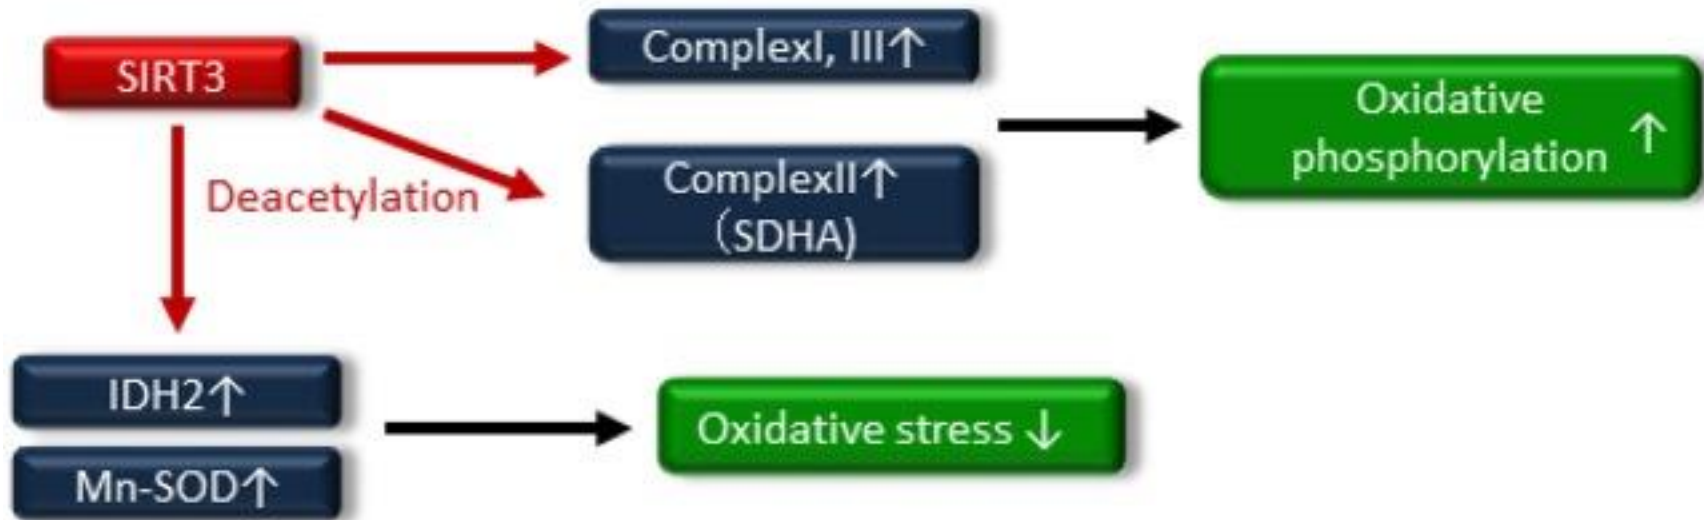 SIRT3
ComplexI, III↑
Oxidative
phosphorylation ↑
Deacetylation
ComplexII↑
（SDHA)
IDH2↑
Mn-SOD↑
Oxidative stress ↓